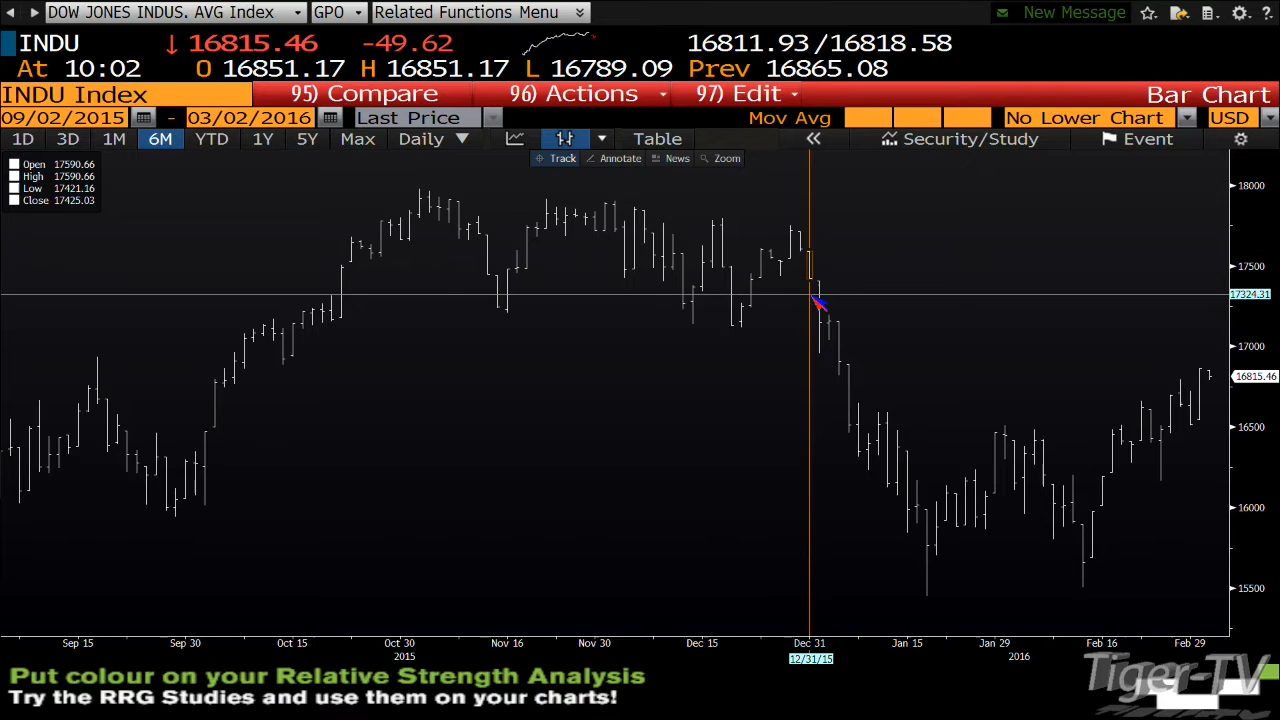 DOW JONES INDUS. AVG Index GPO Related Functions Menu New Message
INDU 16815.46 -49.62 16811.93/16818.58
At 10:02 O 16851.17 H 16851.17 L 16789.09 Prev 16865.08
INDU Index 95) Compare 96) Actions 97) Edit Bar Chart
09/02/2015 - 03/02/2016 Last Price Mov Avg No Lower Chart USD
1D 3D 1M 6M YTD 1Y 5Y Max Daily Table Security/Study Event
Track Annotate News Zoom
Open 17590.66
High 17590.66
Low 17421.16
Close 17425.03
18000
17500
17324.31
17000
16815.46
16500
16000
15500
Sep 15 Sep 30 Oct 15 Oct 30 Nov 16 Nov 30 Dec 15 Dec 31 Jan 15 Jan 29 Feb 16 Feb 29
2015 12/31/15 2016
Put colour on your Relative Strength Analysis
Try the RRG Studies and use them on your charts!
Tiger-TV